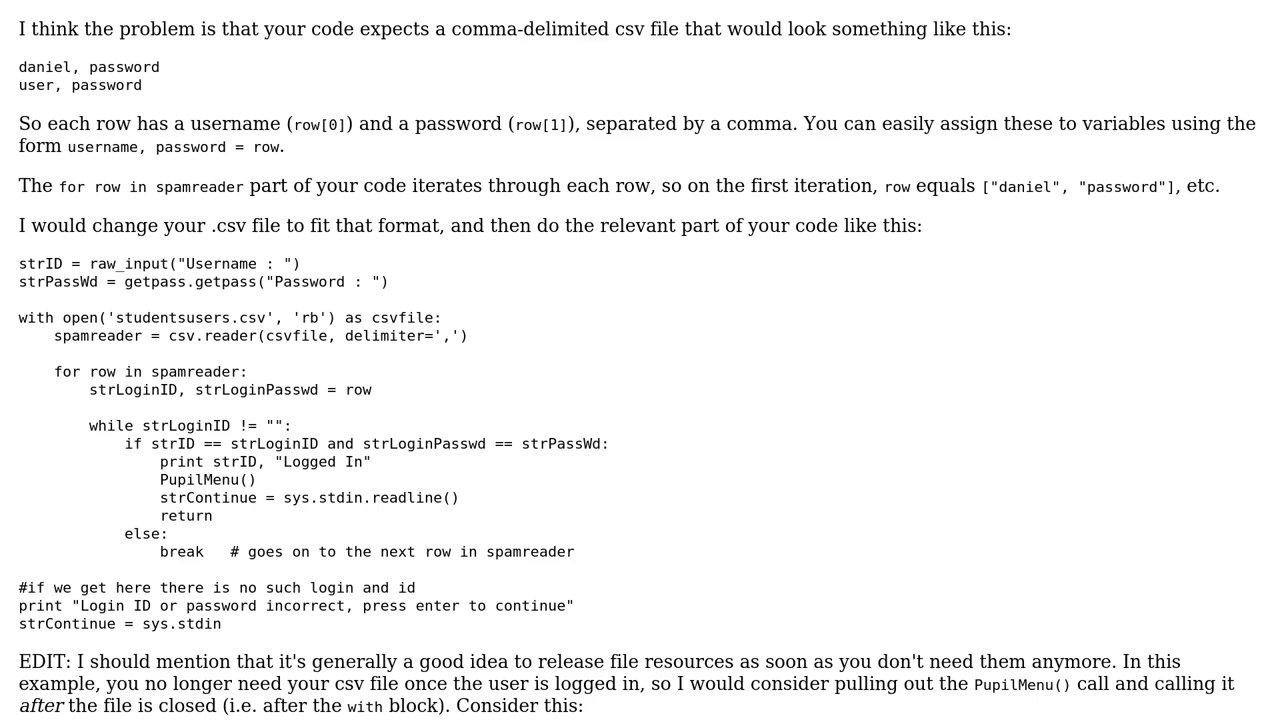 I think the problem is that your code expects a comma-delimited csv file that would look something like this:
daniel, password
user, password
So each row has a username (row[0]) and a password (row[1]), separated by a comma. You can easily assign these to variables using the
form username, password = row.
The for row in spamreader part of your code iterates through each row, so on the first iteration, row equals ["daniel", "password"], etc.
I would change your .csv file to fit that format, and then do the relevant part of your code like this:
strID = raw_input("Username : ")
strPassWd = getpass.getpass("Password : ")
with open('studentsusers.csv', 'rb') as csvfile:
    spamreader = csv.reader(csvfile, delimiter=',')
    for row in spamreader:
        strLoginID, strLoginPasswd = row
        while strLoginID != "":
            if strID == strLoginID and strLoginPasswd == strPassWd:
                print strID, "Logged In"
                PupilMenu()
                strContinue = sys.stdin.readline()
                return
            else:
                break   # goes on to the next row in spamreader
#if we get here there is no such login and id
print "Login ID or password incorrect, press enter to continue"
strContinue = sys.stdin
EDIT: I should mention that it's generally a good idea to release file resources as soon as you don't need them anymore. In this
example, you no longer need your csv file once the user is logged in, so I would consider pulling out the PupilMenu() call and calling it
after the file is closed (i.e. after the with block). Consider this: